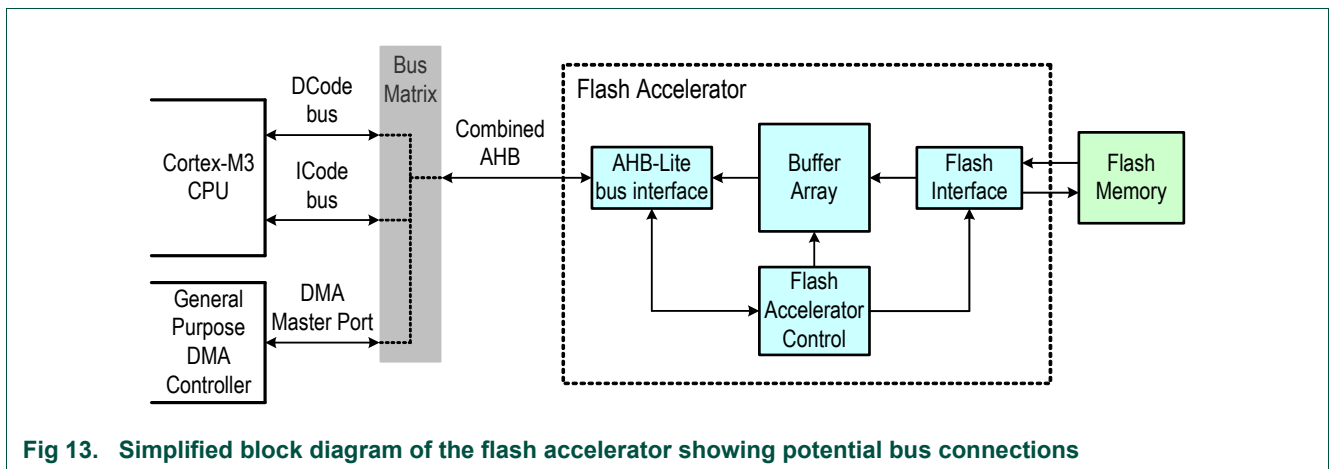 DCode
bus
Bus
Matrix
Cortex-M3
CPU
ICode
bus
General
Purpose
DMA
Controller
DMA
Master Port
Combined
AHB
Flash Accelerator
AHB-Lite
bus interface
Buffer
Array
Flash
Interface
Flash
Memory
Flash
Accelerator
Control
Fig 13. Simplified block diagram of the flash accelerator showing potential bus connections